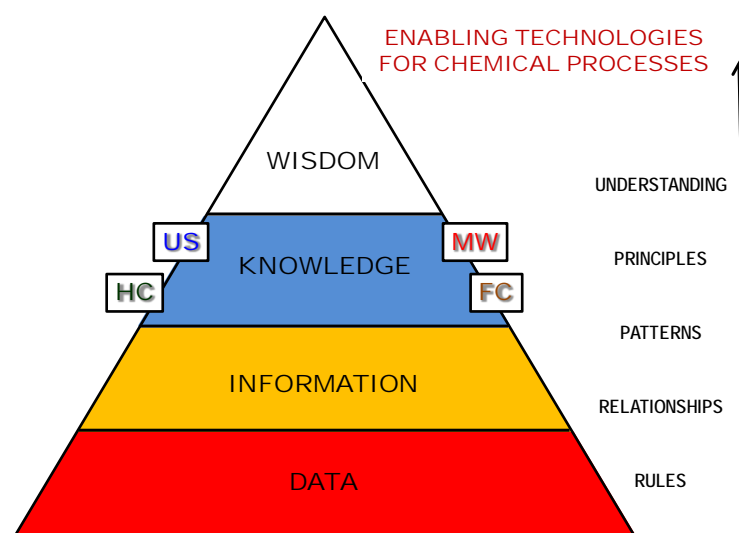 ENABLING TECHNOLOGIES
FOR CHEMICAL PROCESSES
WISDOM
UNDERSTANDING
US
MW
KNOWLEDGE
PRINCIPLES
HC
FC
PATTERNS
INFORMATION
RELATIONSHIPS
DATA
RULES